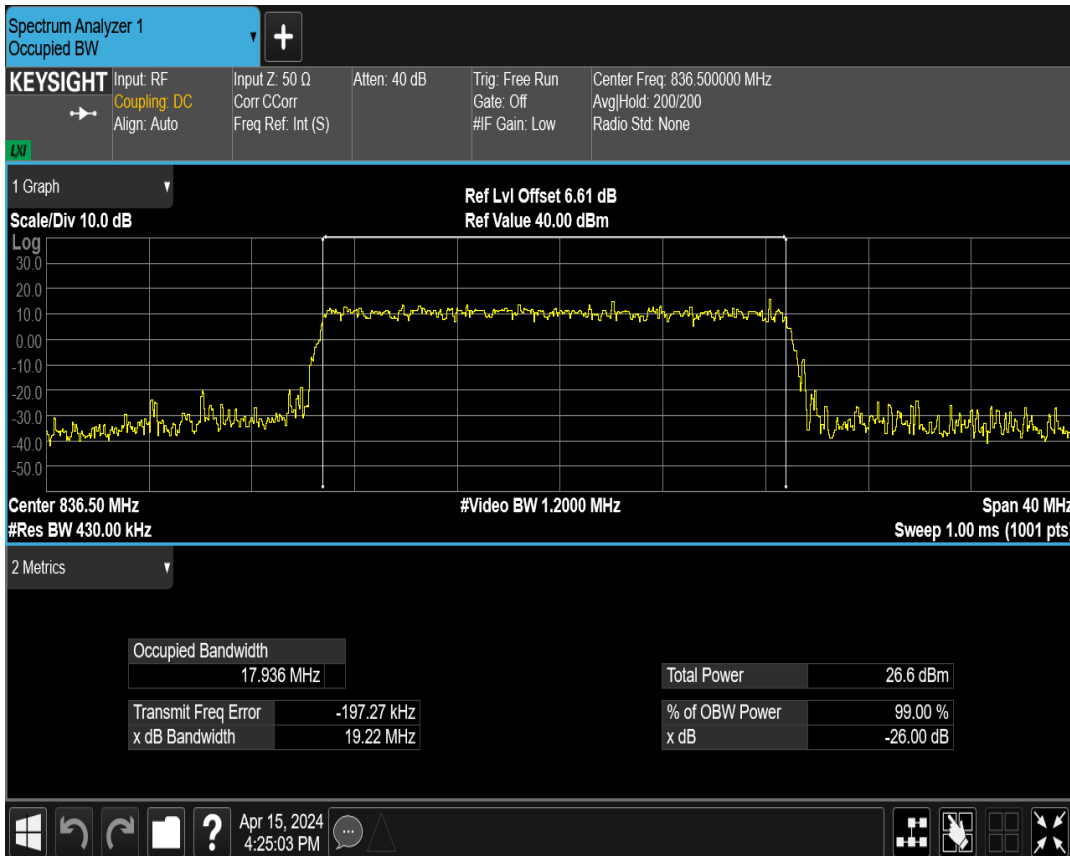 Spectrum Analyzer 1
Occupied BW
KEYSIGHT
Input: RF
Coupling: DC
Align: Auto
Input Z: 50 Ω
Corr CCorr
Freq Ref: Int (S)
Atten: 40 dB
Trig: Free Run
Gate: Off
#IF Gain: Low
Center Freq: 836.500000 MHz
Avg|Hold: 200/200
Radio Std: None
LXI
1 Graph
Ref Lvl Offset 6.61 dB
Scale/Div 10.0 dB
Ref Value 40.00 dBm
Log
30.0
20.0
10.0
0.00
-10.0
-20.0
-30.0
-40.0
-50.0
Center 836.50 MHz
#Video BW 1.2000 MHz
Span 40 MHz
#Res BW 430.00 kHz
Sweep 1.00 ms (1001 pts)
2 Metrics
Occupied Bandwidth
17.936 MHz
Total Power 26.6 dBm
Transmit Freq Error -197.27 kHz
% of OBW Power 99.00 %
x dB Bandwidth 19.22 MHz
x dB -26.00 dB
?
Apr 15, 2024
4:25:03 PM